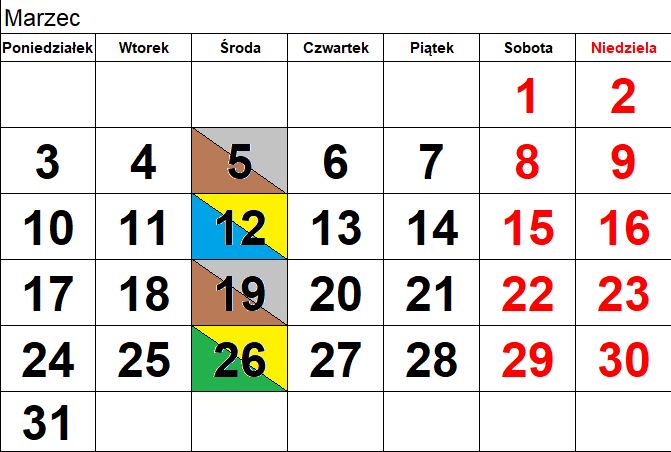 Marzec
Poniedziałek Wtorek Środa Czwartek Piątek Sobota Niedziela
1 2
3 4 5 6 7 8 9
10 11 12 13 14 15 16
17 18 19 20 21 22 23
24 25 26 27 28 29 30
31